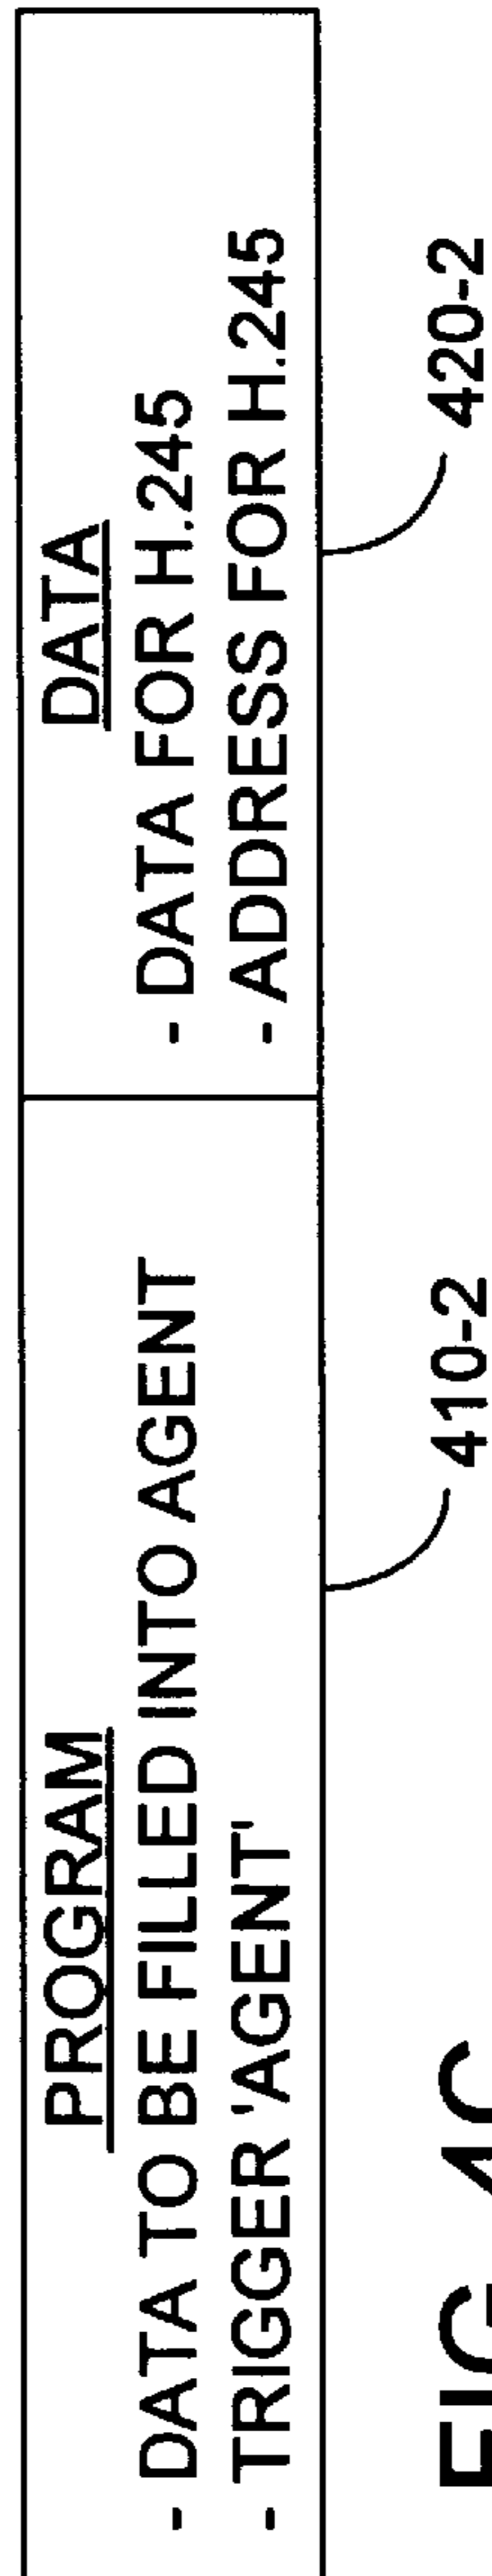 PROGRAM
- DATA TO BE FILLED INTO AGENT
- TRIGGER 'AGENT'
DATA
- DATA FOR H.245
- ADDRESS FOR H.245
410-2
420-2
FIG. 4C